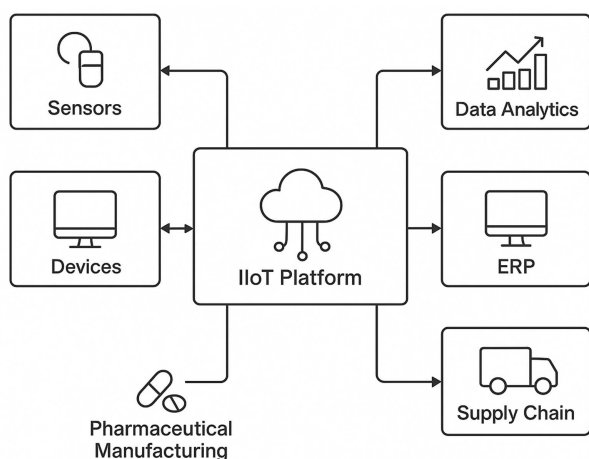 Sensors
Data Analytics
Devices
IIoT Platform
ERP
Supply Chain
Pharmaceutical
Manufacturing